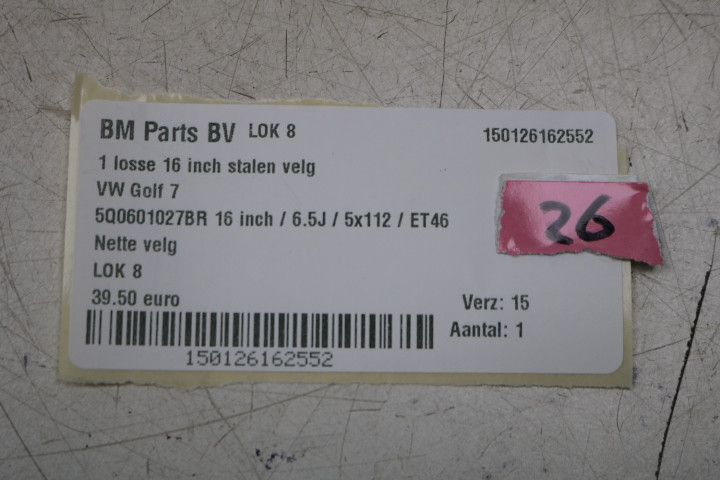 BM Parts BV LOK 8 150126162552
1 losse 16 inch stalen velg
VW Golf 7
5Q0601027BR 16 inch / 6.5J / 5x112 / ET46
26
Nette velg
LOK 8
39.50 euro Verz: 15
Aantal: 1
150126162552